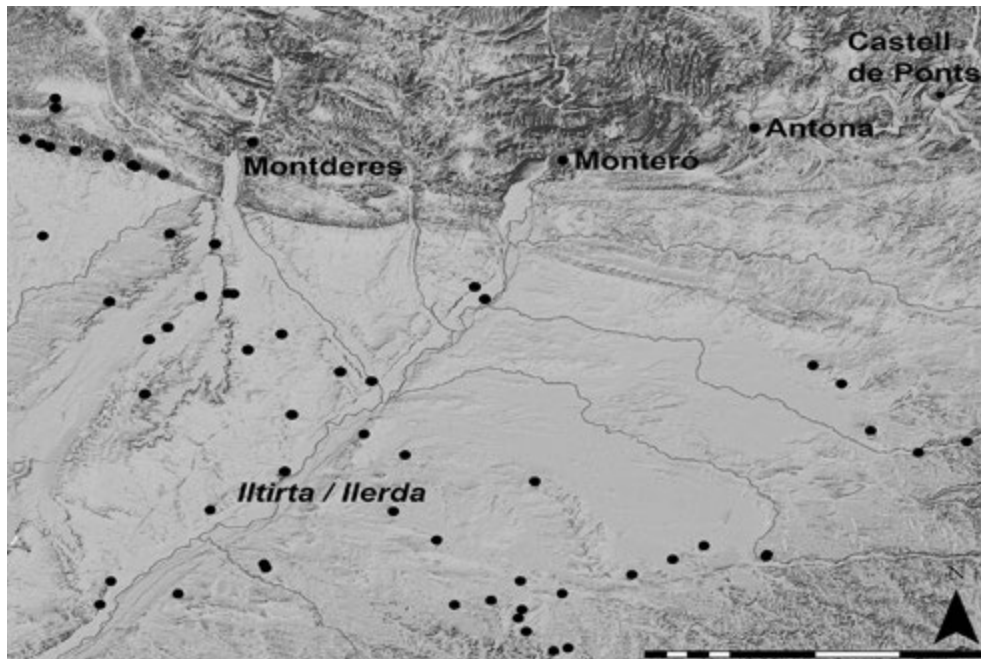 Castell
de Ponts
Antona
Montderes
Monteró
Iltirta / Ilerda
N